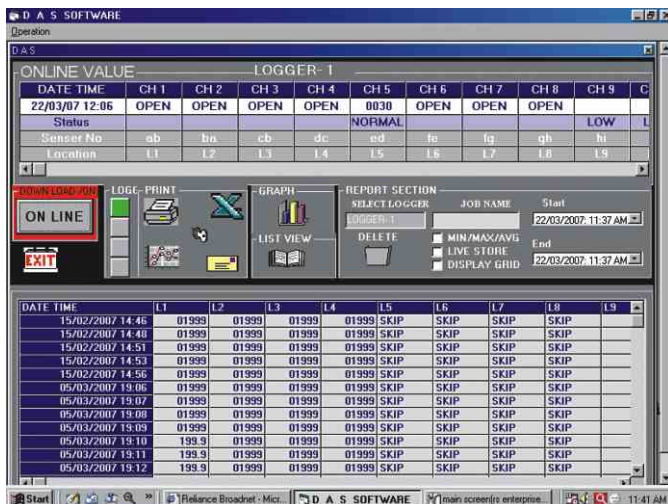 D A S SOFTWARE
Operation
DAS
ONLINE VALUE LOGGER-1
DATE TIME CH 1 CH 2 CH 3 CH 4 CH 5 CH 6 CH 7 CH 8 CH 9 C
22/03/07 12:06 OPEN OPEN OPEN OPEN 0030 OPEN OPEN OPEN
Status NORMAL LOW L
Senser No ab ba cb dc ed fe fg gh hi
Location L1 L2 L3 L4 L5 L6 L7 L8 L9
DOWN LOAD /ON LOGG PRINT GRAPH REPORT SECTION
SELECT LOGGER JOB NAME Start
ON LINE LOGGER-1 22/03/2007: 11:37 AM
LIST VIEW DELETE MIN/MAX/AVG End
LIVE STORE
EXIT DISPLAY GRID 22/03/2007: 11:37 AM
DATE TIME L1 L2 L3 L4 L5 L6 L7 L8 L9
15/02/2007 14:46 01999 01999 01999 01999 SKIP SKIP SKIP SKIP
15/02/2007 14:48 01999 01999 01999 01999 SKIP SKIP SKIP SKIP
15/02/2007 14:51 01999 01999 01999 01999 SKIP SKIP SKIP SKIP
15/02/2007 14:53 01999 01999 01999 01999 SKIP SKIP SKIP SKIP
15/02/2007 14:56 01999 01999 01999 01999 SKIP SKIP SKIP SKIP
05/03/2007 19:06 01999 01999 01999 01999 SKIP SKIP SKIP SKIP
05/03/2007 19:07 01999 01999 01999 01999 SKIP SKIP SKIP SKIP
05/03/2007 19:08 01999 01999 01999 01999 SKIP SKIP SKIP SKIP
05/03/2007 19:09 01999 01999 01999 01999 SKIP SKIP SKIP SKIP
05/03/2007 19:10 199.9 01999 01999 01999 SKIP SKIP SKIP SKIP
05/03/2007 19:11 199.9 01999 01999 01999 SKIP SKIP SKIP SKIP
05/03/2007 19:12 199.9 01999 01999 01999 SKIP SKIP SKIP SKIP
Start » Reliance Broadnet - Micr... D A S SOFTWARE main screen(rs enterprise... 11:41 AM